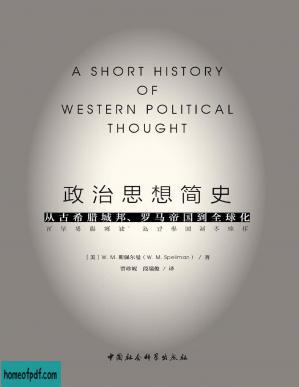 A SHORT HISTORY
OF
WESTERN POLITICAL
THOUGHT
政治思想简史
从古希腊城邦、罗马帝国到全球化
［美］W. M. 斯佩尔曼（W. M. Spellman）著
译
中国社会科学出版社
homeofpdf.com